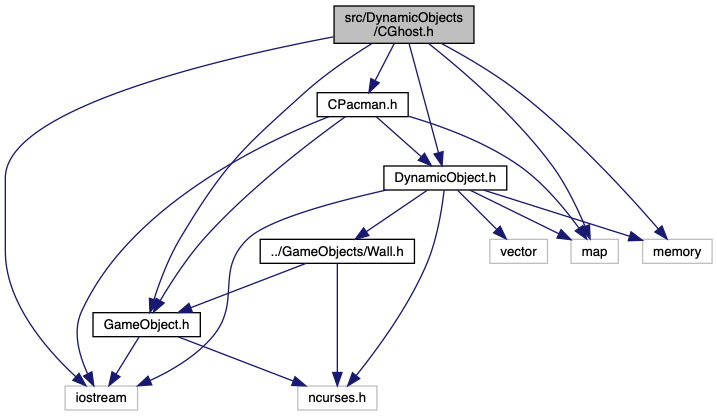 src/DynamicObjects
/CGhost.h
CPacman.h
DynamicObject.h
../GameObjects/Wall.h
vector
map
memory
GameObject.h
iostream
ncurses.h